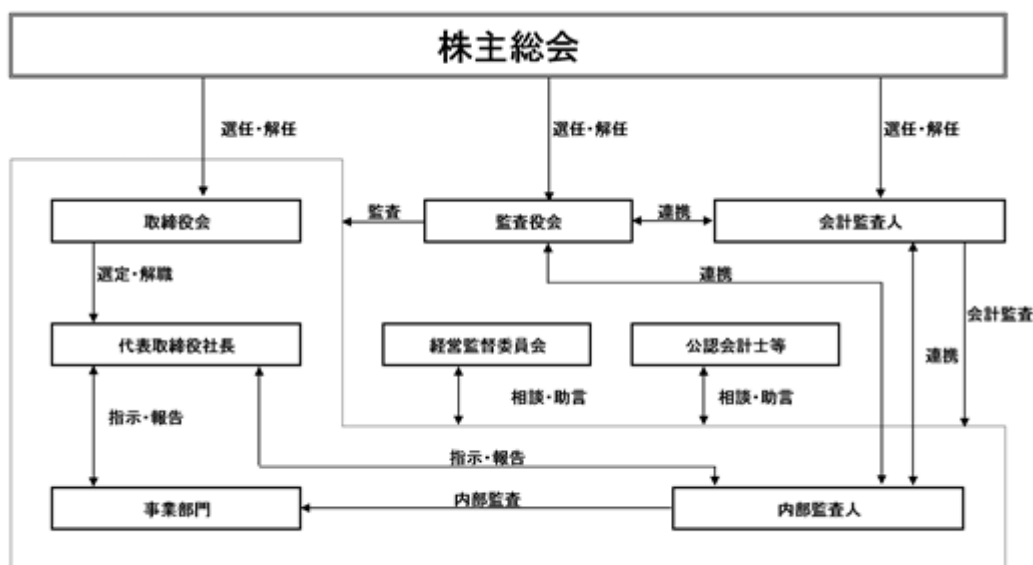 株主総会
選任・解任
選任・解任
選任・解任
取締役会
監査
監査役会
連携
会計監査人
選定・解職
連携
会計監査
代表取締役社長
経営監督委員会
公認会計士等
連携
指示・報告
相談・助言
相談・助言
指示・報告
事業部門
内部監査
内部監査人